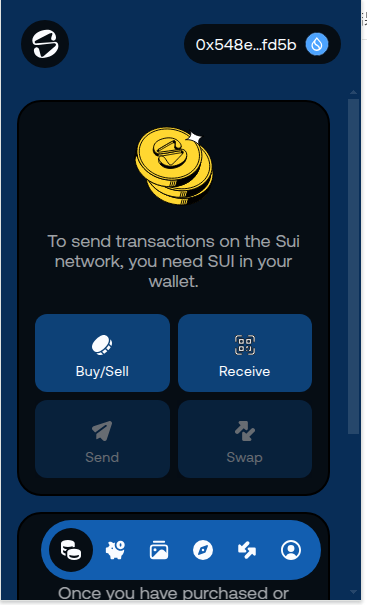 0x548e...fd5b
To send transactions on the Sui
network, you need SUI in your
wallet.
Buy/Sell
Receive
Send
Swap
Once you have purchased or